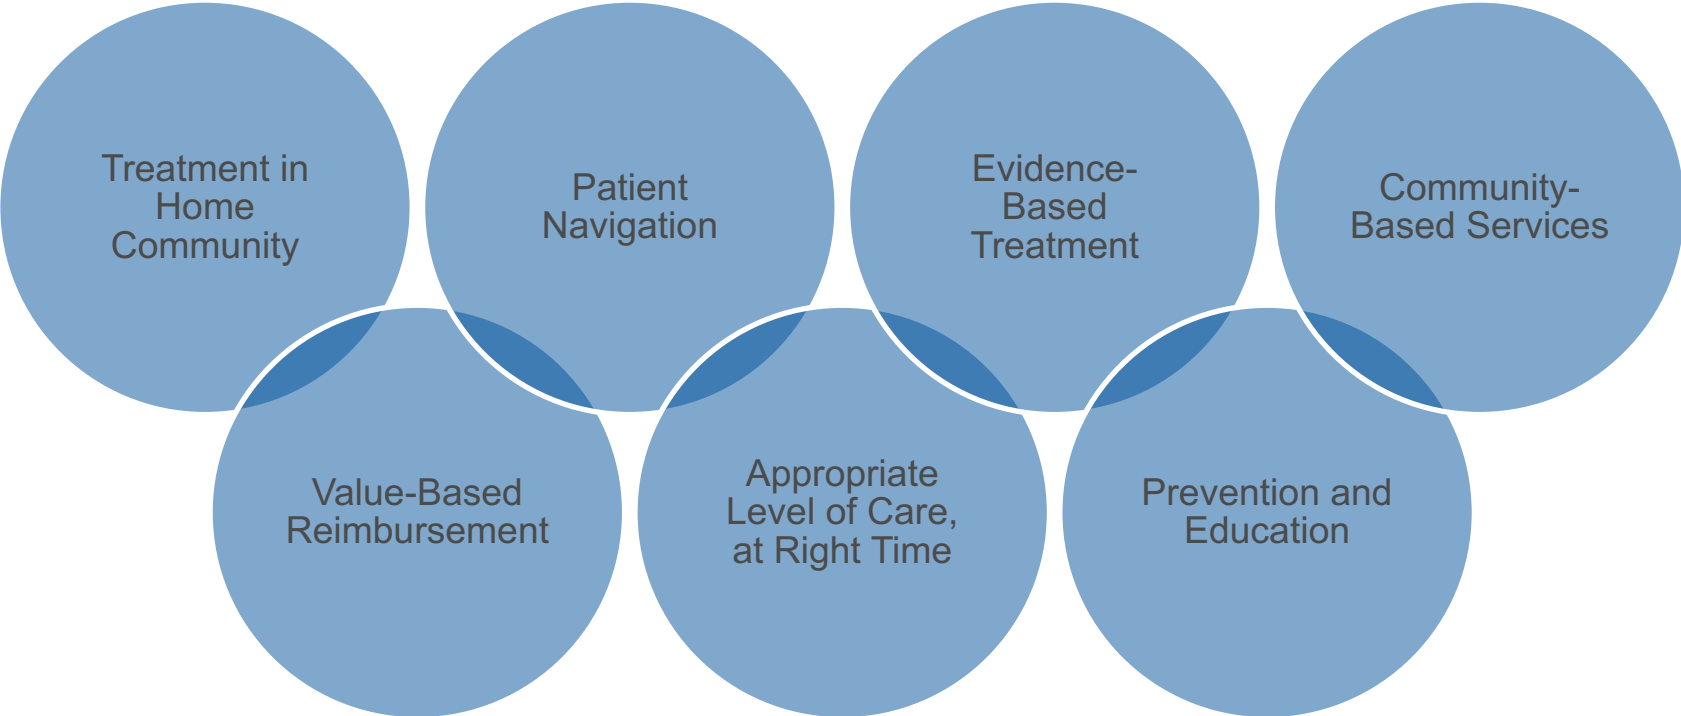 Treatment in
Home
Community
Patient
Navigation
Evidence-
Based
Treatment
Community-
Based Services
Value-Based
Reimbursement
Appropriate
Level of Care,
at Right Time
Prevention and
Education